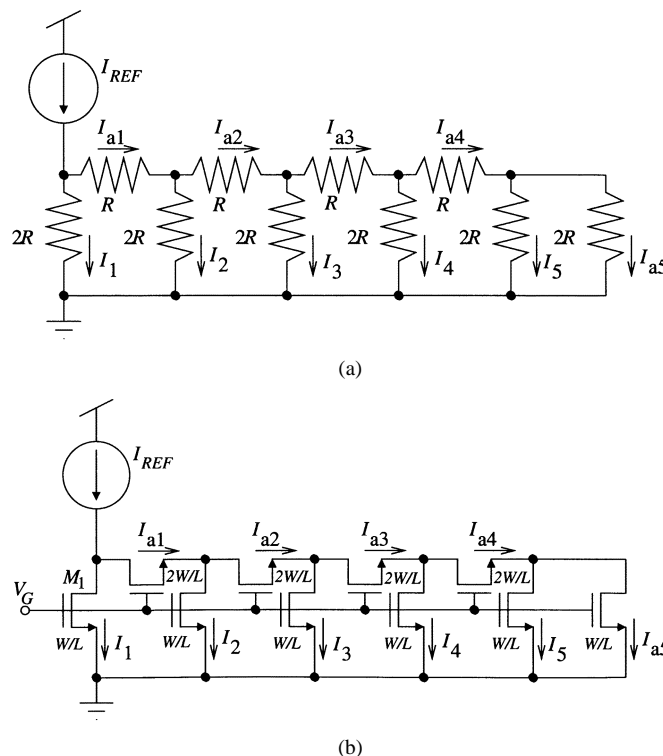 I_REF
I_a1 I_a2 I_a3 I_a4
R R R R
2R 2R 2R 2R 2R 2R
I_1 I_2 I_3 I_4 I_5 I_a5
(a)
I_REF
I_a1 I_a2 I_a3 I_a4
M_1 2W/L 2W/L 2W/L 2W/L
V_G
W/L W/L W/L W/L W/L W/L
I_1 I_2 I_3 I_4 I_5 I_a5
(b)